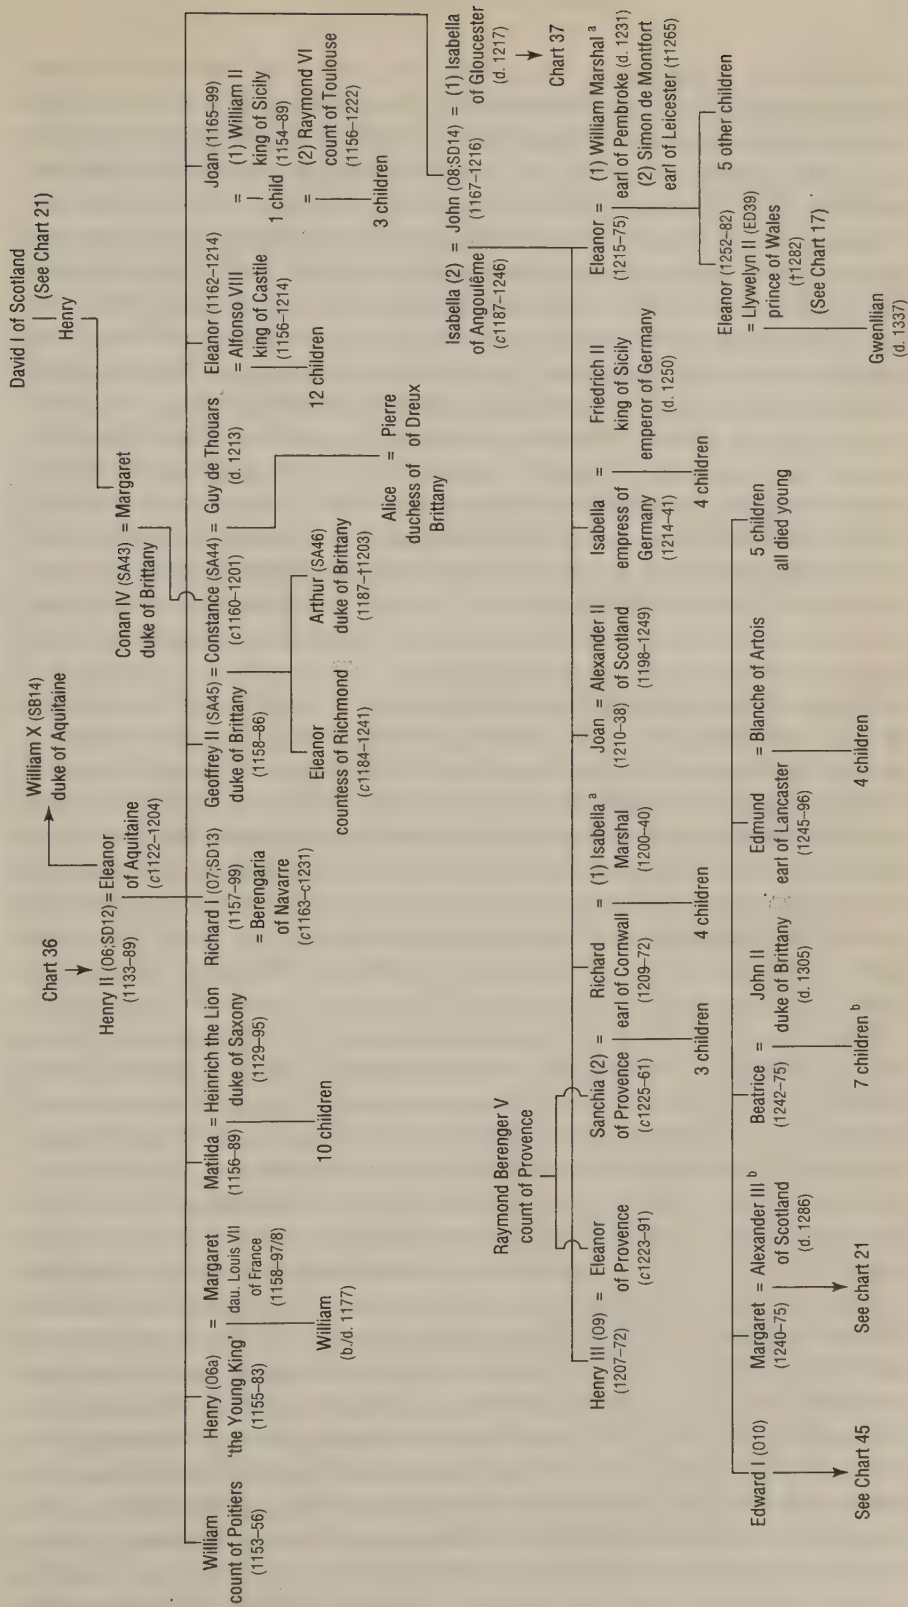 David I of Scotland
(See Chart 21)
Henry
William X (SB14)
duke of Aquitaine
Conan IV (SA43) = Margaret
duke of Brittany
Chart 36
Henry II (O6;SD12) = Eleanor
(1133–89)
of Aquitaine
(c1122–1204)
William
count of Poitiers
(1153–56)
Henry (O6a)
'the Young King'
(1155–83)
=
Margaret
dau. Louis VII
of France
(1158–97/8)
William
(b./d. 1177)
Matilda
(1156–89)
= Heinrich the Lion
duke of Saxony
(1129–95)
10 children
Richard I (O7;SD13)
(1157–99)
= Berengaria
of Navarre
(c1163–c1231)
Geoffrey II (SA45)
duke of Brittany
(1158–86)
= Constance (SA44)
(c1160–1201)
= Guy de Thouars
(d. 1213)
Eleanor
countess of Richmond
(c1184–1241)
Arthur (SA46)
duke of Brittany
(1187–†1203)
Alice
duchess of
Brittany
=
Pierre
of Dreux
Eleanor (1162–1214)
= Alfonso VIII
king of Castile
(1156–1214)
12 children
Joan (1165–99)
=
(1) William II
king of Sicily
(1154–89)
1 child
=
(2) Raymond VI
count of Toulouse
(1156–1222)
3 children
Isabella (2)
of Angoulême
(c1187–1246)
=
John (O8;SD14)
(1167–1216)
=
(1) Isabella
of Gloucester
(d. 1217)
Chart 37
Raymond Berenger V
count of Provence
Henry III (O9)
(1207–72)
=
Eleanor
of Provence
(c1223–91)
Sanchia (2)
of Provence
(c1225–61)
=
Richard
earl of Cornwall
(1209–72)
=
(1) Isabella a
Marshal
(1200–40)
3 children
4 children
Joan
(1210–38)
= Alexander II
of Scotland
(1198–1249)
Isabella
empress of
Germany
(1214–41)
=
Friedrich II
king of Sicily
emperor of Germany
(d. 1250)
4 children
Eleanor
(1215–75)
=
(1) William Marshal a
earl of Pembroke (d. 1231)
(2) Simon de Montfort
earl of Leicester (†1265)
Eleanor (1252–82)
= Llywelyn II (ED39)
prince of Wales
(†1282)
(See Chart 17)
5 other children
Gwenllian
(d. 1337)
Edward I (O10)
See Chart 45
Margaret
(1240–75)
= Alexander III b
of Scotland
(d. 1286)
See chart 21
Beatrice
(1242–75)
=
John II
duke of Brittany
(d. 1305)
7 children b
Edmund
earl of Lancaster
(1245–96)
= Blanche of Artois
4 children
5 children
all died young